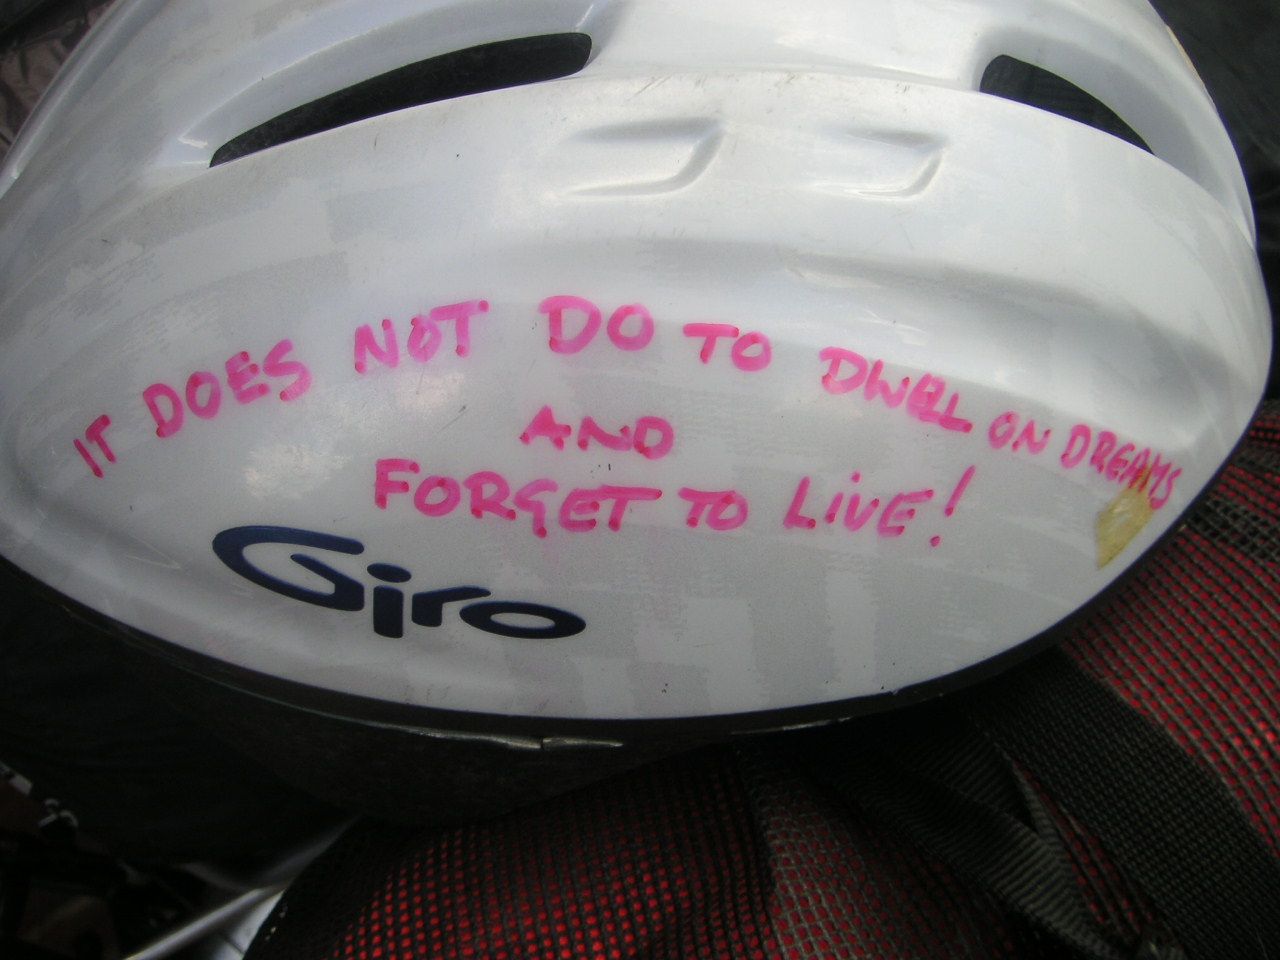 IT DOES NOT DO TO DWELL ON DREAMS
AND
FORGET TO LiVE!
Giro